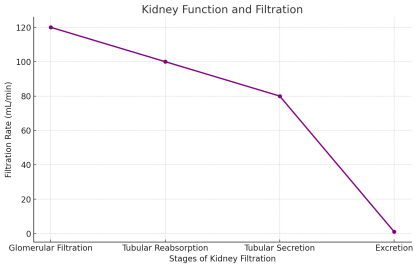 Kidney Function and Filtration
120
100
80
60
40
20
0
Filtration Rate (mL/min)
Glomerular Filtration
Tubular Reabsorption
Tubular Secretion
Excretion
Stages of Kidney Filtration